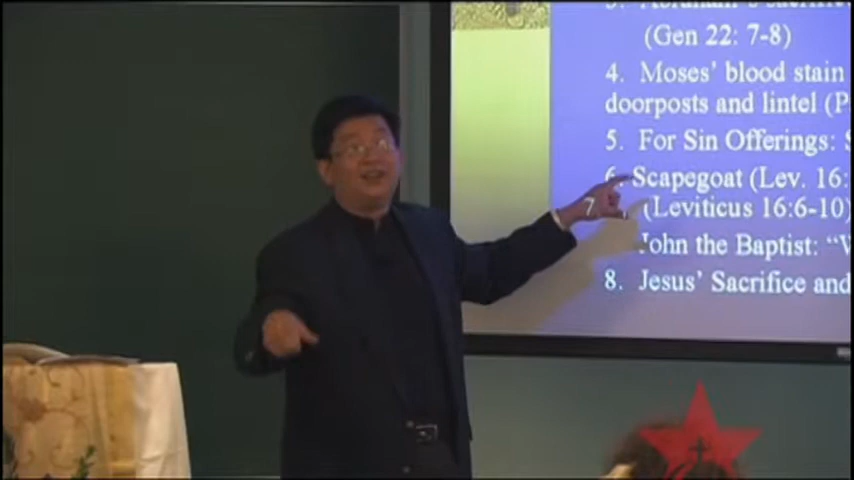 (Gen 22: 7-8)
4. Moses' blood stain
doorposts and lintel (P
5. For Sin Offerings: S
6. Scapegoat (Lev. 16:
7. (Leviticus 16:6-10)
John the Baptist: “W
8. Jesus' Sacrifice and